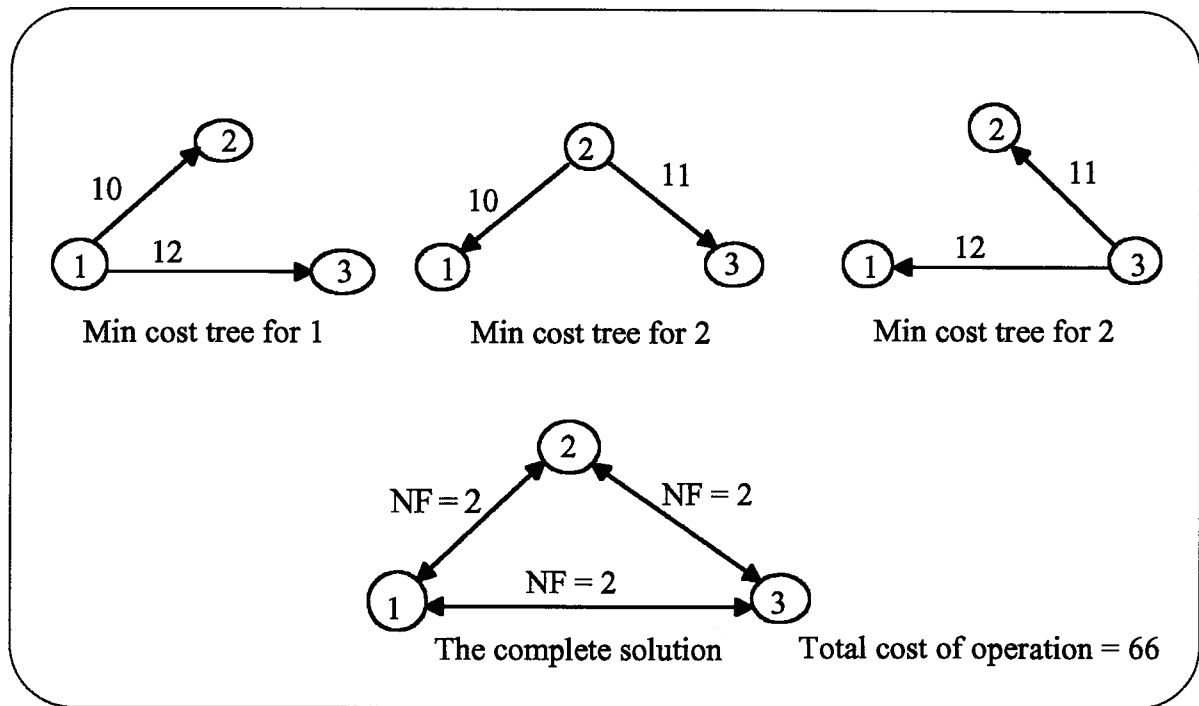 2
10
1
12
3
Min cost tree for 1
2
10
11
1
3
Min cost tree for 2
2
11
1
12
3
Min cost tree for 2
2
NF = 2
NF = 2
1
NF = 2
3
The complete solution
Total cost of operation = 66